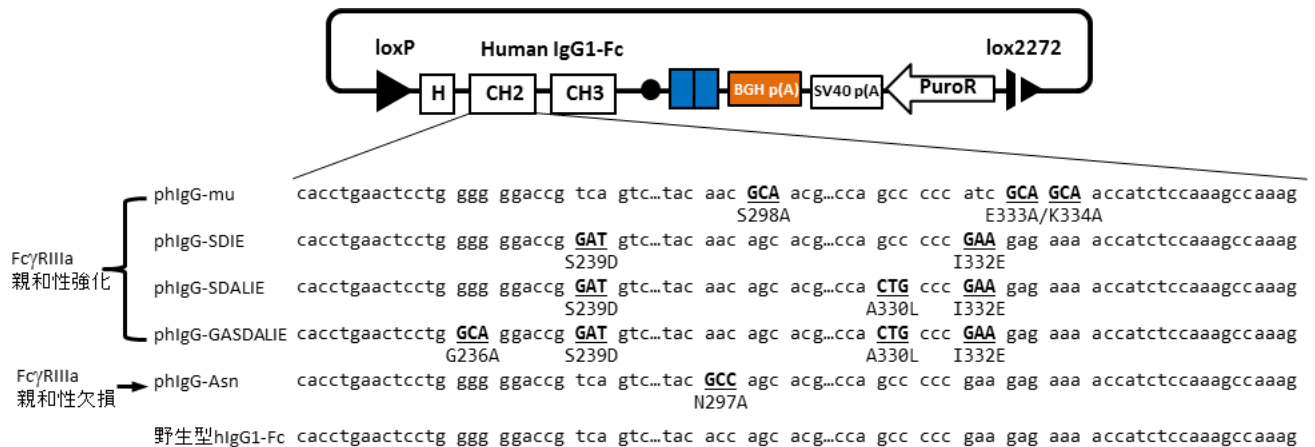 loxP Human IgG1-Fc lox2272
H CH2 CH3 BGH p(A) SV40 p(A PuroR
phIgG-mu cacctgaactcctg ggg ggaccg tca gtc…tac aac GCA acg…cca gcc ccc atc GCA GCA accatctccaaagccaaag
S298A E333A/K334A
phIgG-SDIE cacctgaactcctg ggg ggaccg GAT gtc…tac aac agc acg…cca gcc ccc GAA gag aaa accatctccaaagccaaag
S239D I332E
FcγRIIIa
親和性強化
phIgG-SDALIE cacctgaactcctg ggg ggaccg GAT gtc…tac aac agc acg…cca CTG ccc GAA gag aaa accatctccaaagccaaag
S239D A330L I332E
phIgG-GASDALIE cacctgaactcctg GCA ggaccg GAT gtc…tac aac agc acg…cca CTG ccc GAA gag aaa accatctccaaagccaaag
G236A S239D A330L I332E
FcγRIIIa
親和性欠損
phIgG-Asn cacctgaactcctg ggg ggaccg tca gtc…tac GCC agc acg…cca gcc ccc gaa gag aaa accatctccaaagccaaag
N297A
野生型hIgG1-Fc cacctgaactcctg ggg ggaccg tca gtc…tac acc agc acg…cca gcc ccc gaa gag aaa accatctccaaagccaaag